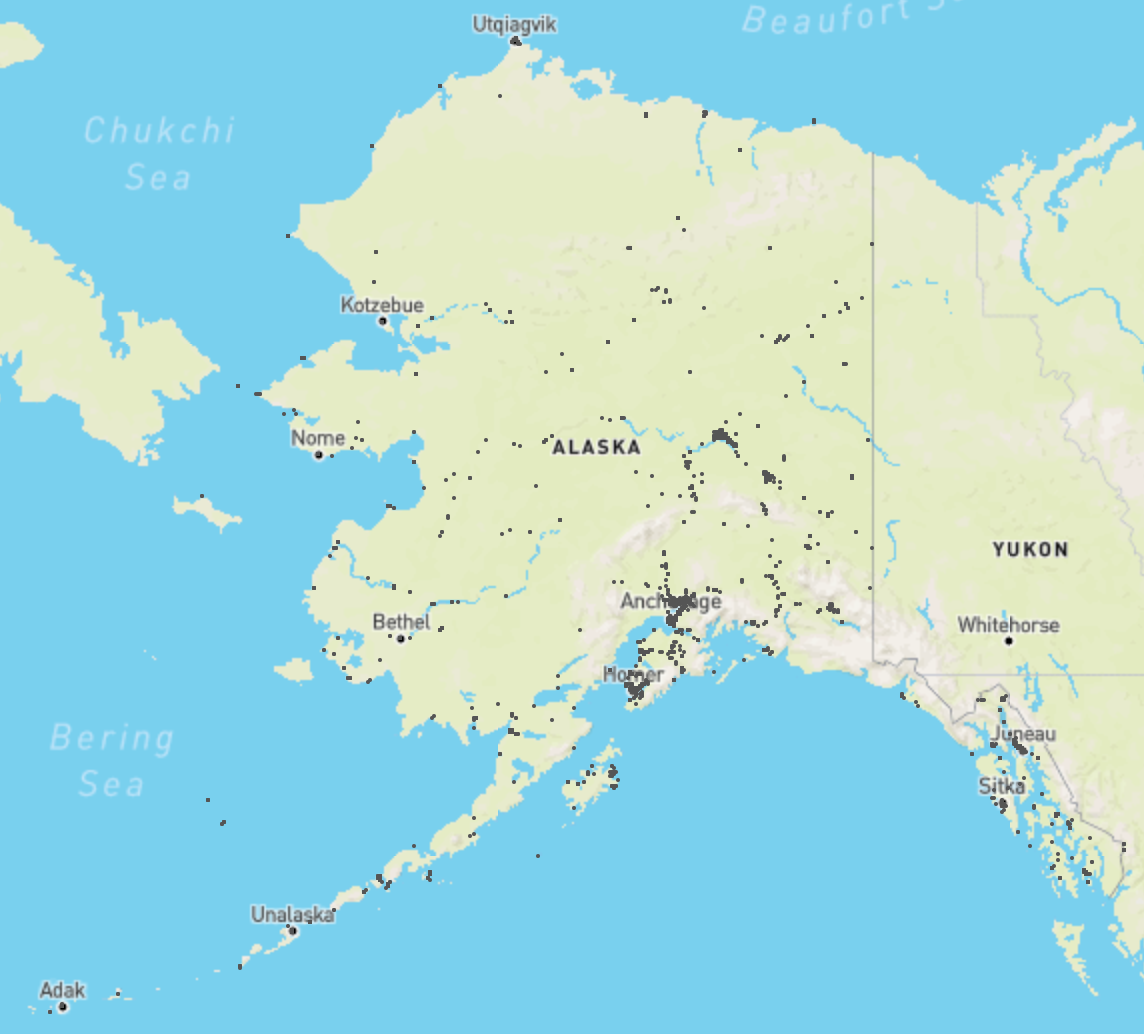 Utqiagvik
Beaufort
Chukchi
Sea
Kotzebue
Nome
ALASKA
YUKON
Anchorage
Bethel
Whitehorse
Homer
Bering
Sea
Juneau
Sitka
Unalaska
Adak